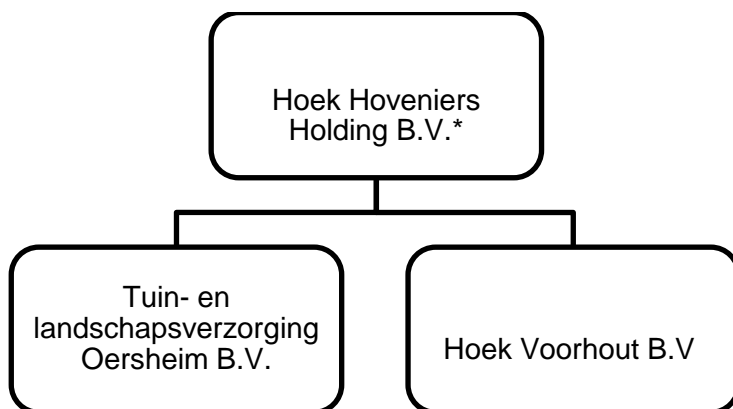 Hoek Hoveniers
Holding B.V.*
Tuin- en
landschapsverzorging
Oersheim B.V.
Hoek Voorhout B.V